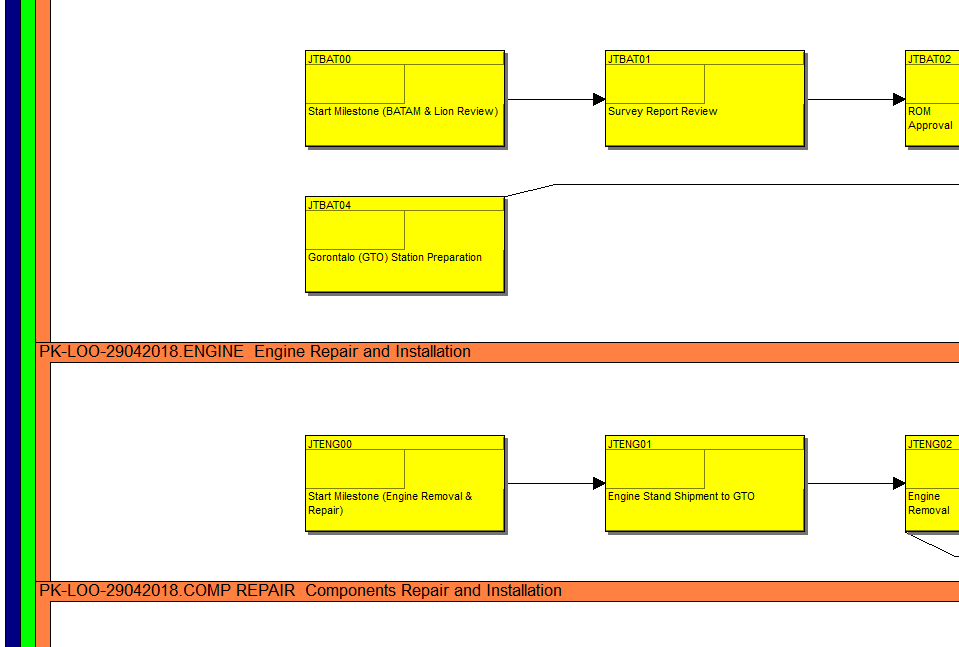 JTBAT00
Start Milestone (BATAM & Lion Review)
JTBAT01
Survey Report Review
JTBAT02
ROM
Approval
JTBAT04
Gorontalo (GTO) Station Preparation
PK-LOO-29042018.ENGINE  Engine Repair and Installation
JTENG00
Start Milestone (Engine Removal &
Repair)
JTENG01
Engine Stand Shipment to GTO
JTENG02
Engine
Removal
PK-LOO-29042018.COMP REPAIR  Components Repair and Installation